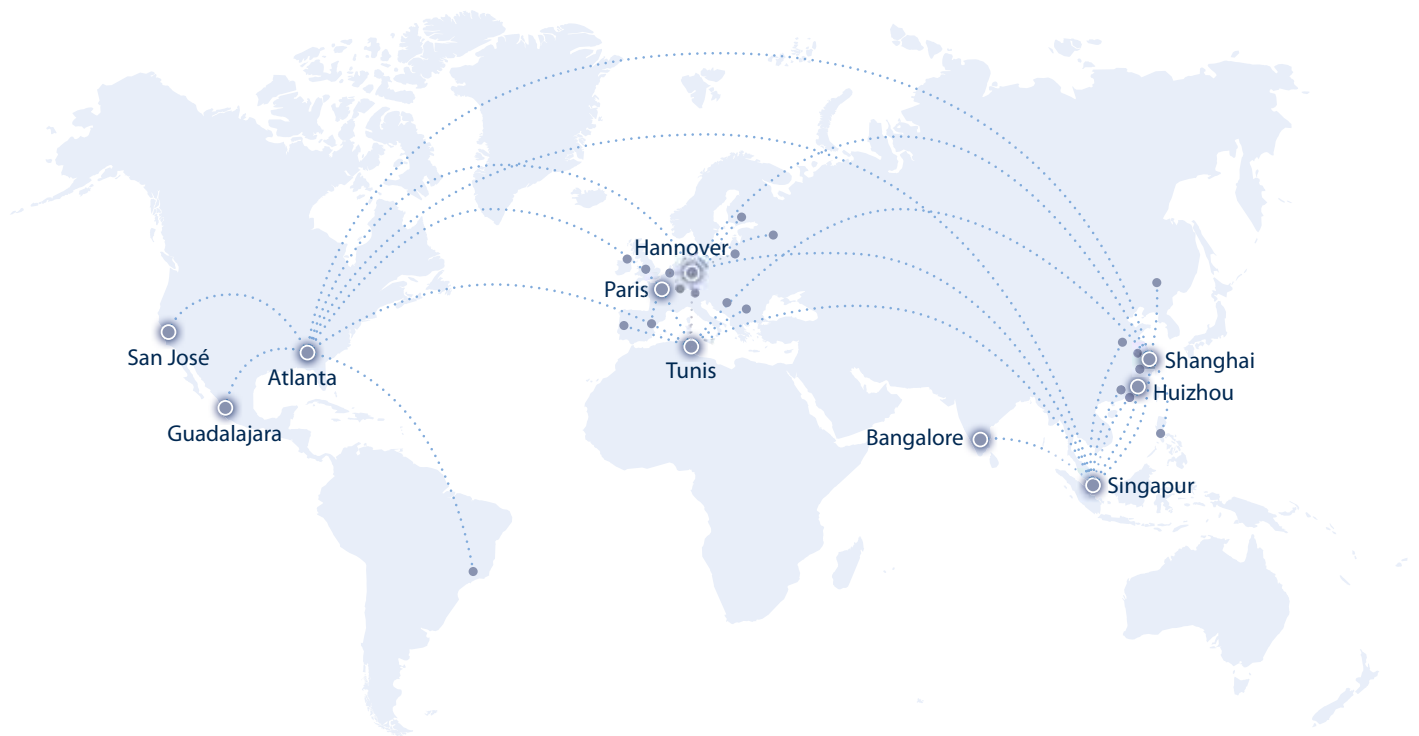 Hannover
Paris
San José
Atlanta
Tunis
Shanghai
Huizhou
Guadalajara
Bangalore
Singapur